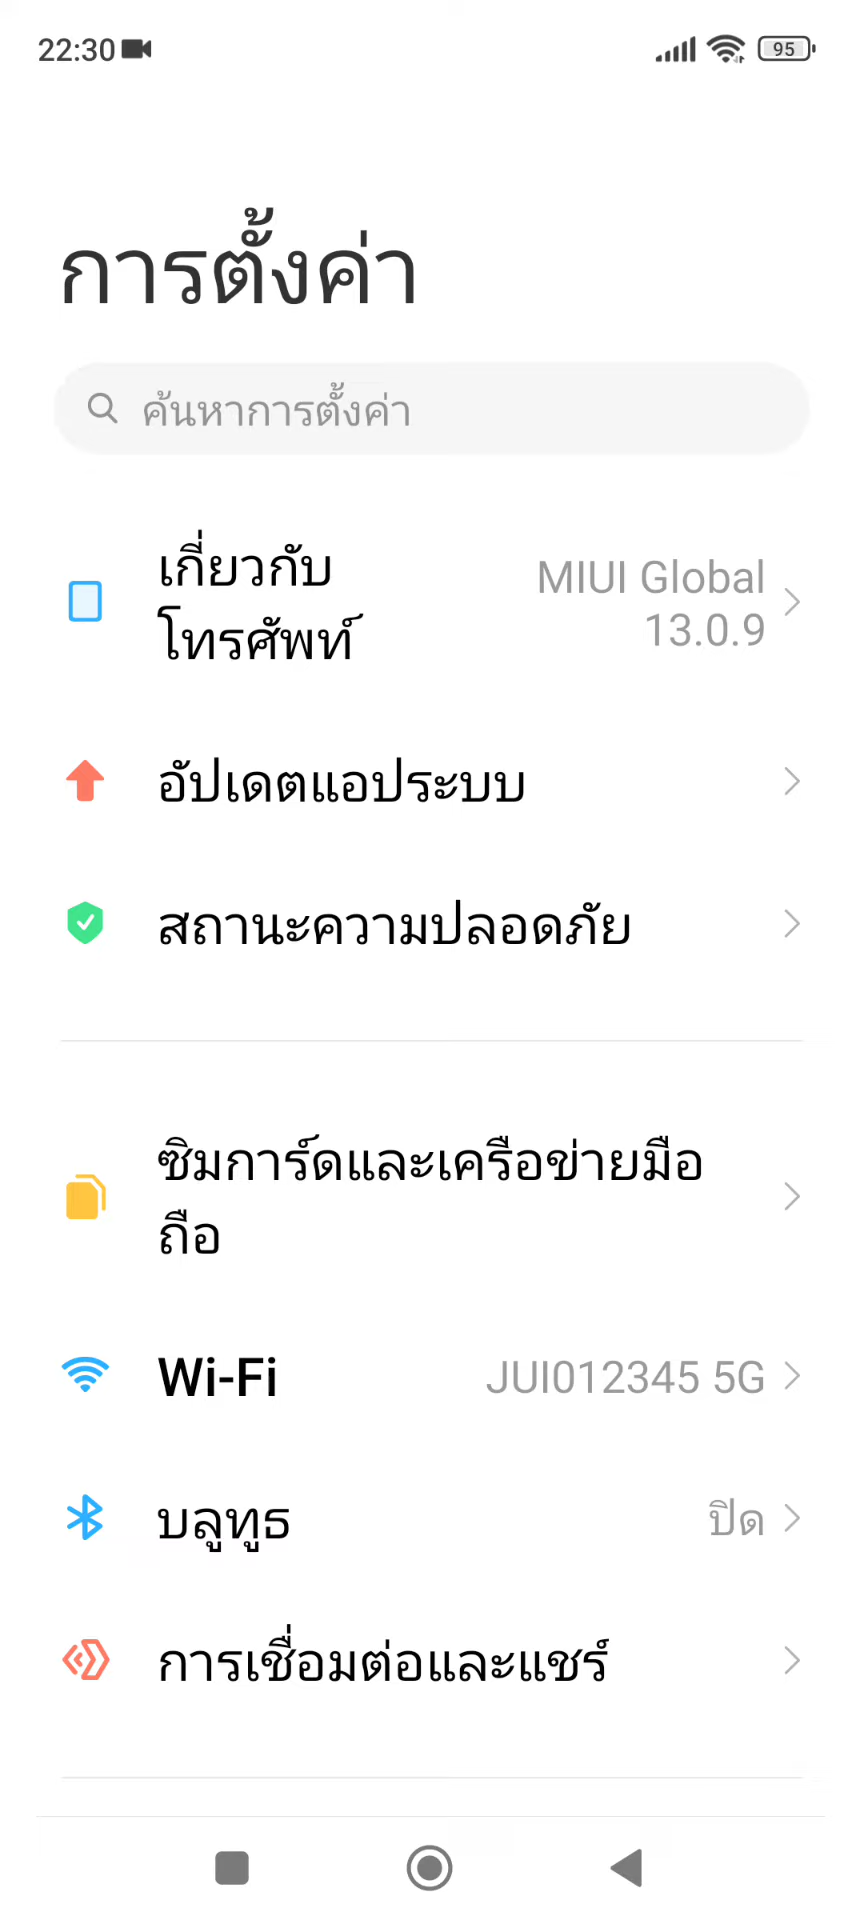 22:30
95
การตั้งค่า
ค้นหาการตั้งค่า
เกี่ยวกับ
โทรศัพท์
MIUI Global
13.0.9
อัปเดตแอประบบ
สถานะความปลอดภัย
ซิมการ์ดและเครือข่ายมือ
ถือ
Wi-Fi
JUI012345 5G
บลูทูธ
ปิด
การเชื่อมต่อและแชร์